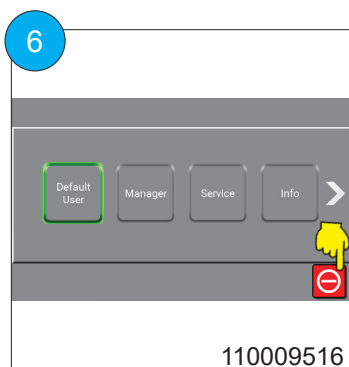 6
Default
User
Manager
Service
Info
110009516